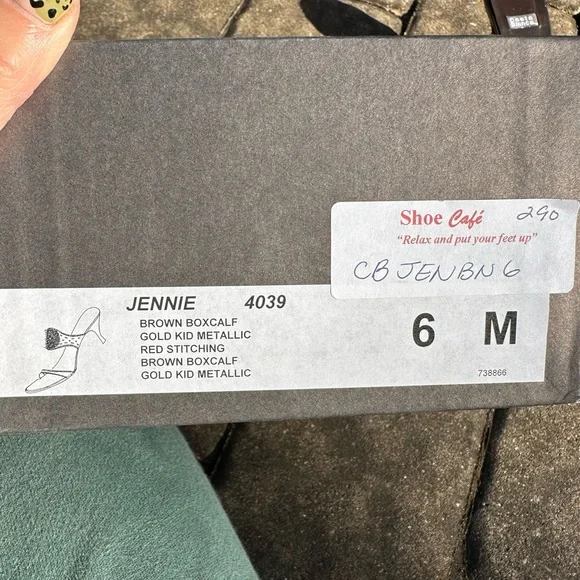 Shoe Café 290
"Relax and put your feet up"
CB JENBN 6
JENNIE 4039
BROWN BOXCALF
GOLD KID METALLIC
RED STITCHING
BROWN BOXCALF
GOLD KID METALLIC
6 M
738866